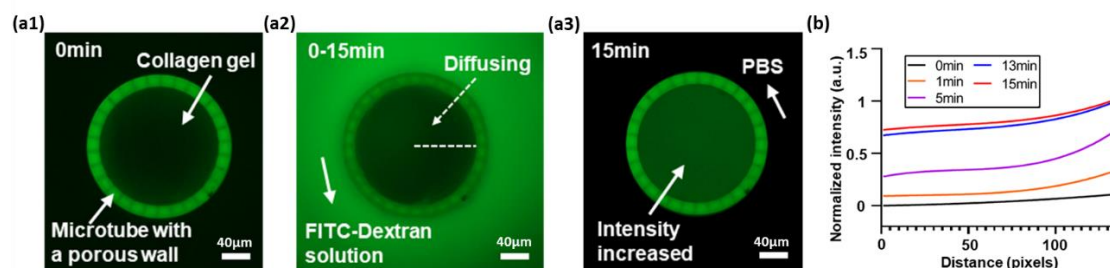 (a1)
0min
Collagen gel
Microtube with
a porous wall
40μm
(a2)
0-15min
Diffusing
FITC-Dextran
solution
40μm
(a3)
15min
PBS
Intensity
increased
40μm
(b)
Normalized intensity (a.u.)
1.5
1
0.5
0
0min
1min
5min
13min
15min
0
50
100
Distance (pixels)